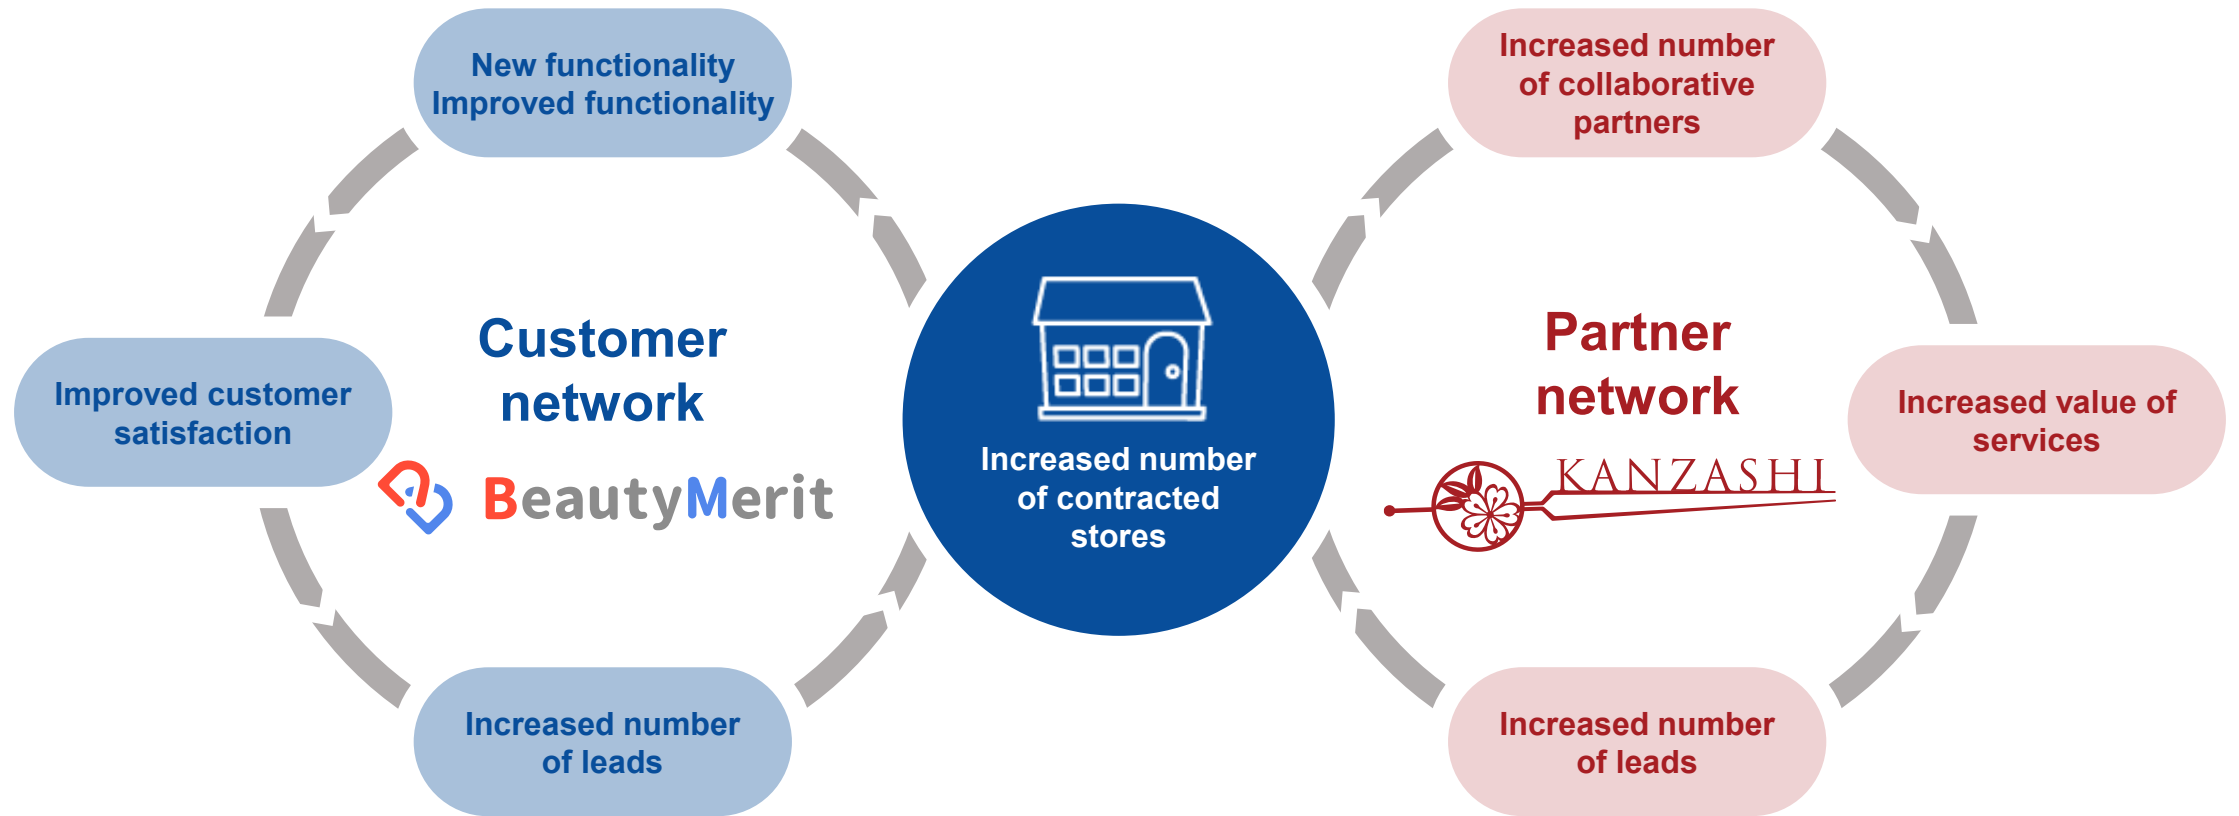 New functionality
Improved functionality
Improved customer
satisfaction
Customer
network
BeautyMerit
Increased number
of leads
Increased number
of contracted
stores
Increased number
of collaborative
partners
Partner
network
KANZASHI
Increased value of
services
Increased number
of leads